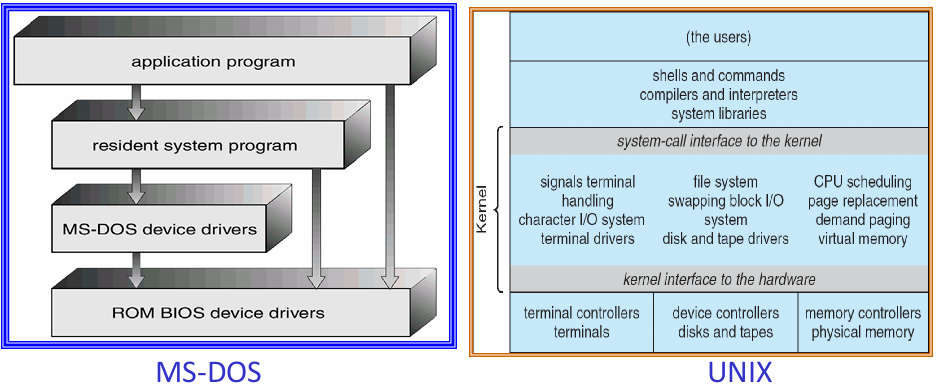 application program
resident system program
MS-DOS device drivers
ROM BIOS device drivers
MS-DOS
(the users)
shells and commands
compilers and interpreters
system libraries
system-call interface to the kernel
Kernel
signals terminal
handling
character I/O system
terminal drivers
file system
swapping block I/O
system
disk and tape drivers
CPU scheduling
page replacement
demand paging
virtual memory
kernel interface to the hardware
terminal controllers
terminals
device controllers
disks and tapes
memory controllers
physical memory
UNIX